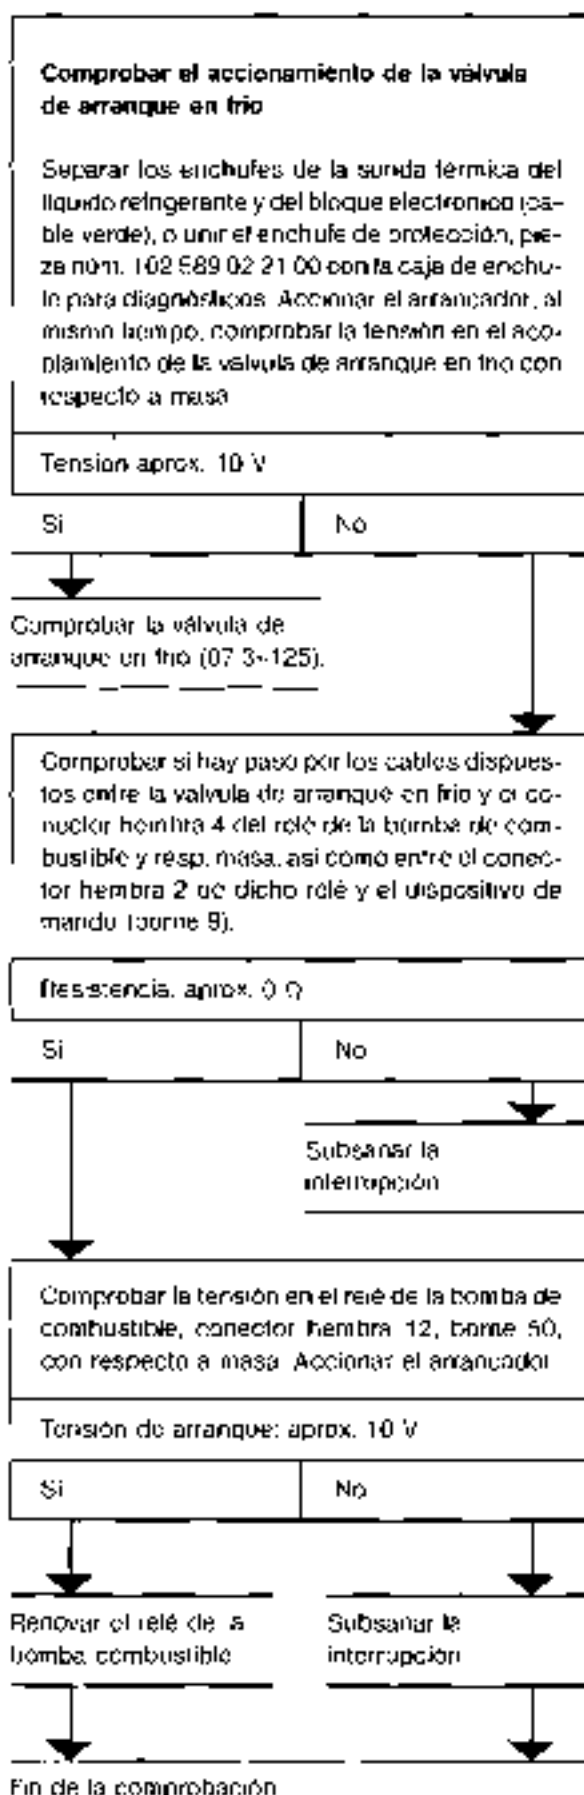 Comprobar el accionamiento de la válvula
de arranque en frio
Separar los enchufes de la sonda térmica del
líquido refrigerante y del bloque electrónico (ca-
ble verde), o unir el enchufe de protección, pie-
za núm. 102 589 02 21 00 con la caja de enchu-
fe para diagnósticos. Accionar el arrancador, al
mismo tiempo, comprobar la tensión en el aco-
plamiento de la válvula de arranque en frio con
respecto a masa
Tension aprox. 10 V
Si
No
Comprobar la válvula de
arranque en frio (07.3-125).
Comprobar si hay paso por los cables dispues-
tos entre la válvula de arranque en frio y el co-
nector hembra 4 del relé de la bomba de com-
bustible y resp. masa, asi como entre el conec-
tor hembra 2 de dicho relé y el dispositivo de
mando (borne 9).
Resistencia. aprox. 0 Ω
Si
No
Subsanar la
interrupción
Comprobar la tensión en el relé de la bomba de
combustible, conector hembra 12, borne 50,
con respecto a masa. Accionar el arrancador
Tensión de arranque: aprox. 10 V
Si
No
Renovar el relé de la
bomba combustible
Subsanar la
interrupción
Fin de la comprobación